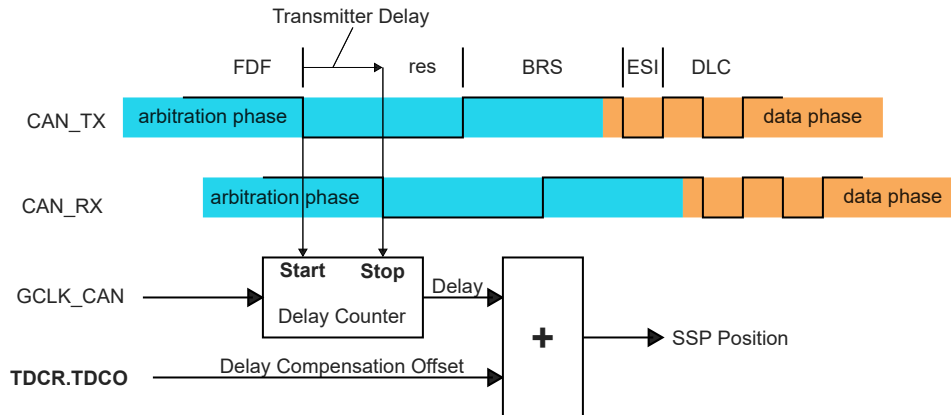 Transmitter Delay
FDF res BRS ESI DLC
CAN_TX arbitration phase data phase
CAN_RX arbitration phase data phase
Start Stop
GCLK_CAN Delay Counter Delay
+ SSP Position
TDCR.TDCO Delay Compensation Offset